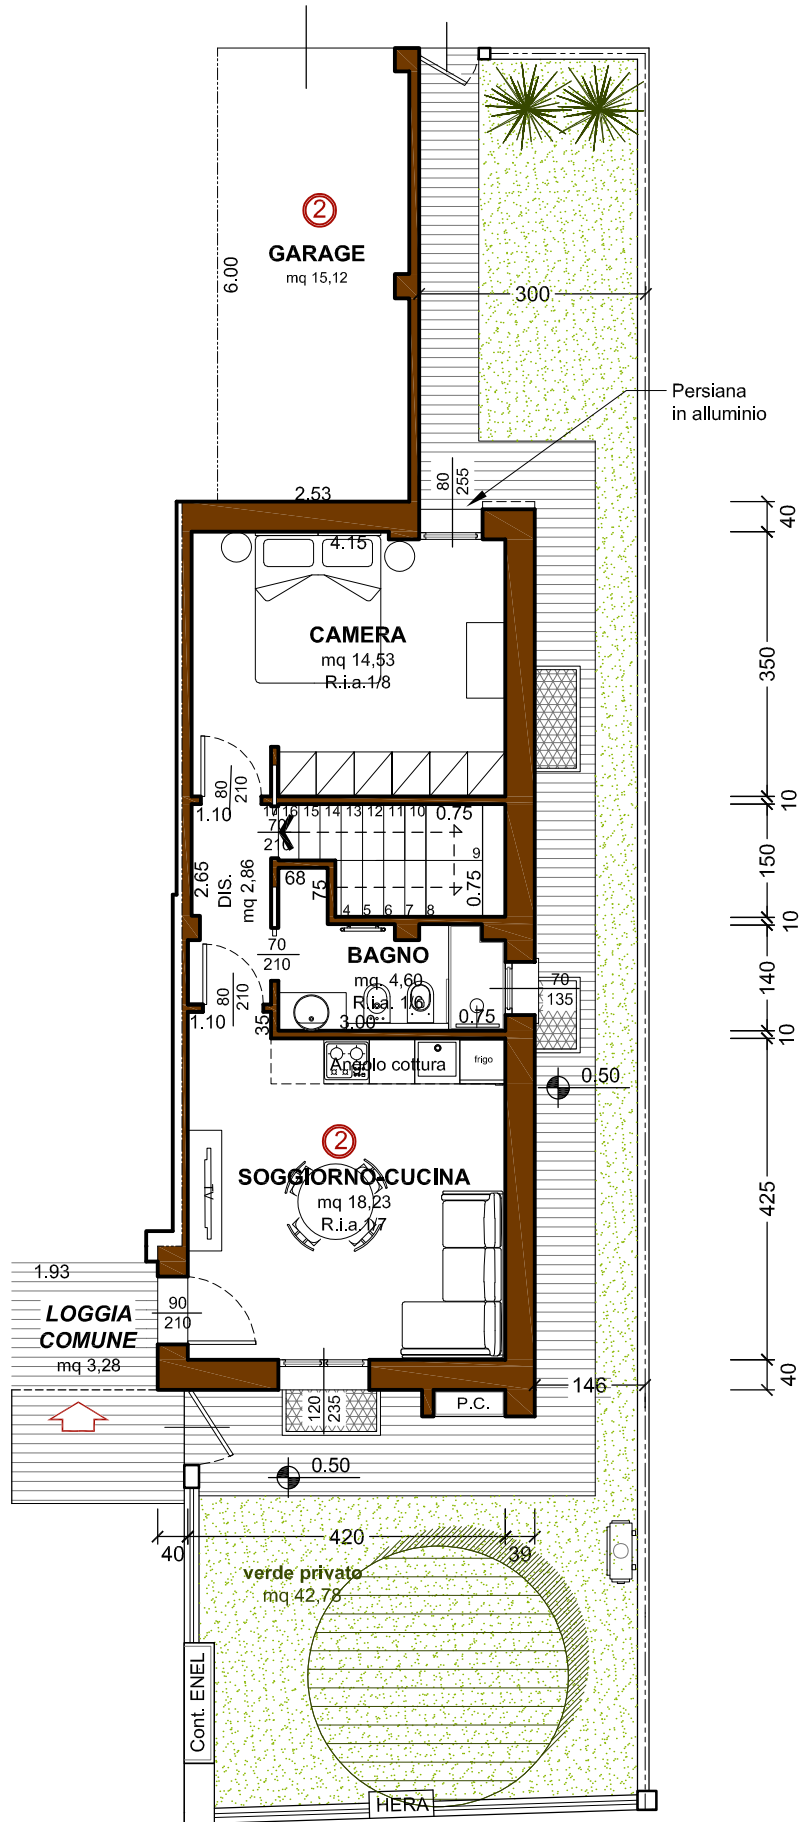 2
GARAGE
mq 15,12
6.00
300
Persiana
in alluminio
80
255
2.53
40
4.15
CAMERA
mq 14,53
R.i.a.1/8
350
80
210
1.10
10
17 16 15 14 13 12 11 10
0.75
70
210
9
2.65
DIS.
mq 2,86
68
75
0.75
150
4 5 6 7 8
10
BAGNO
mq. 4,60
R.i.a. 1/6
70
210
70
135
140
80
210
1.10
35
3.00
0.75
10
Angolo cottura
frigo
0.50
2
SOGGIORNO-CUCINA
mq 18,23
R.i.a.1/7
425
1.93
LOGGIA
COMUNE
mq 3,28
90
210
120
235
P.C.
146
40
0.50
40
420
39
verde privato
mq 42,78
Cont. ENEL
HERA